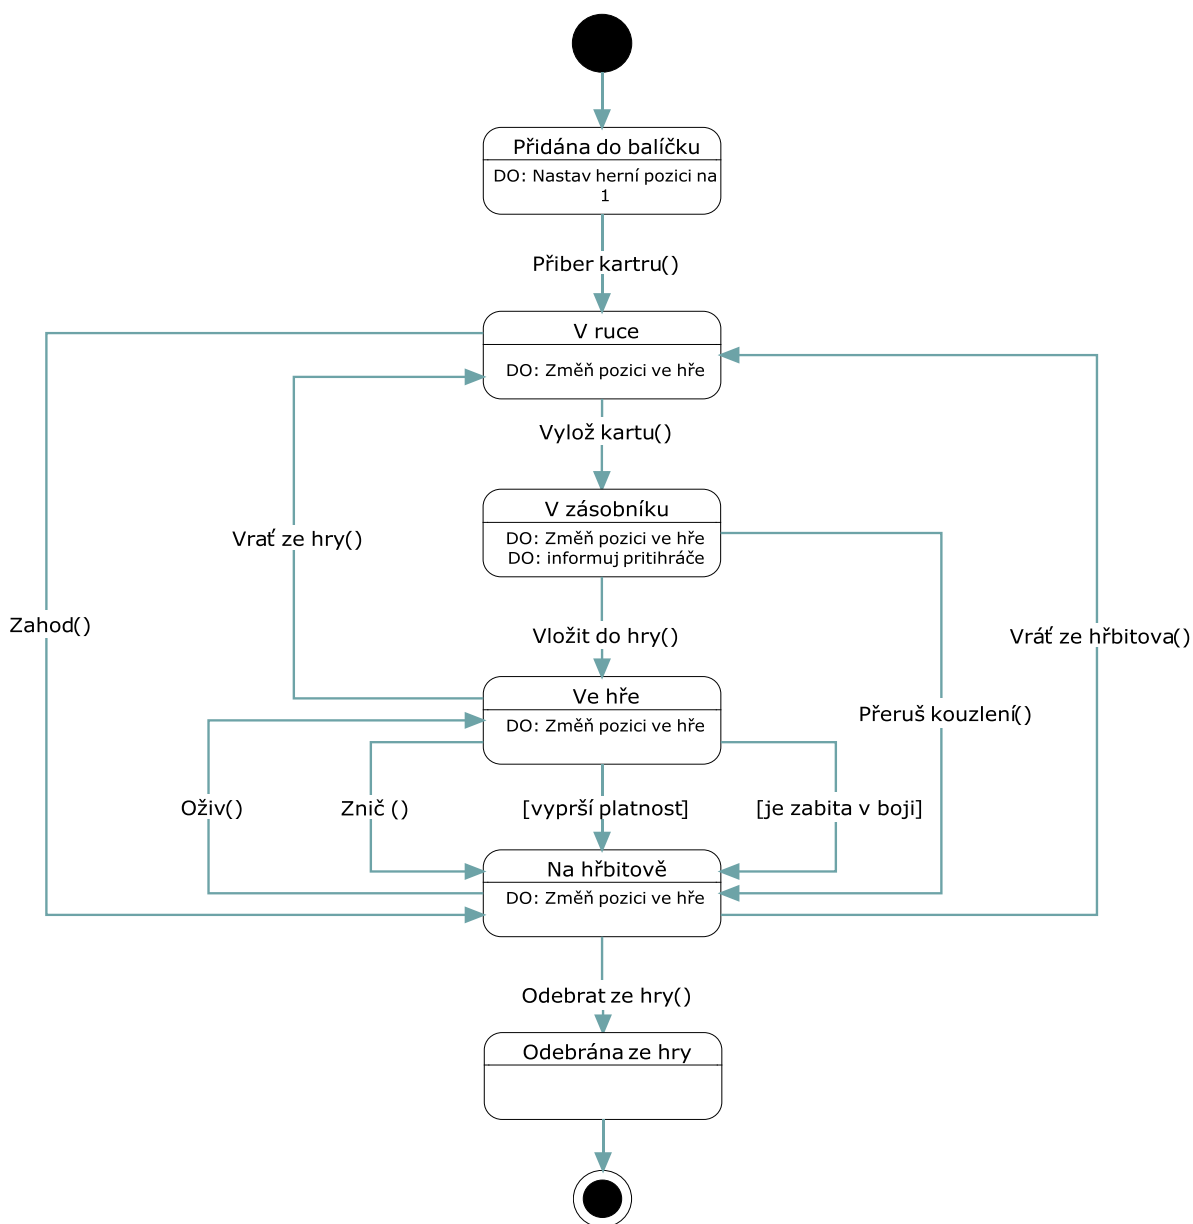 Přidána do balíčku
DO: Nastav herní pozici na
1
Přiber kartru()
V ruce
DO: Změň pozici ve hře
Vylož kartu()
V zásobníku
DO: Změň pozici ve hře
DO: informuj pritihráče
Vrať ze hry()
Zahod()
Vložit do hry()
Vráť ze hřbitova()
Ve hře
DO: Změň pozici ve hře
Přeruš kouzlení()
Oživ()
Znič ()
[vyprší platnost]
[je zabita v boji]
Na hřbitově
DO: Změň pozici ve hře
Odebrat ze hry()
Odebrána ze hry